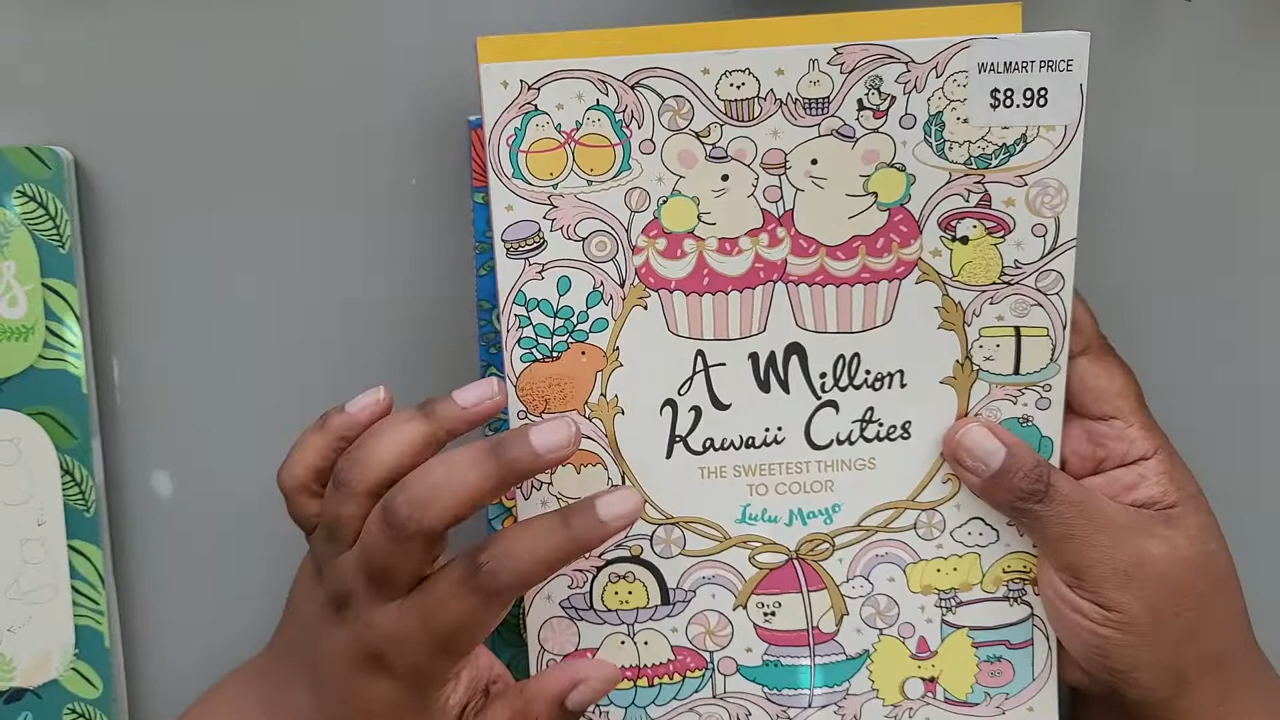 WALMART PRICE
$8.98
A Million
Kawaii Cuties
THE SWEETEST THINGS
TO COLOR
Lulu Mayo
s